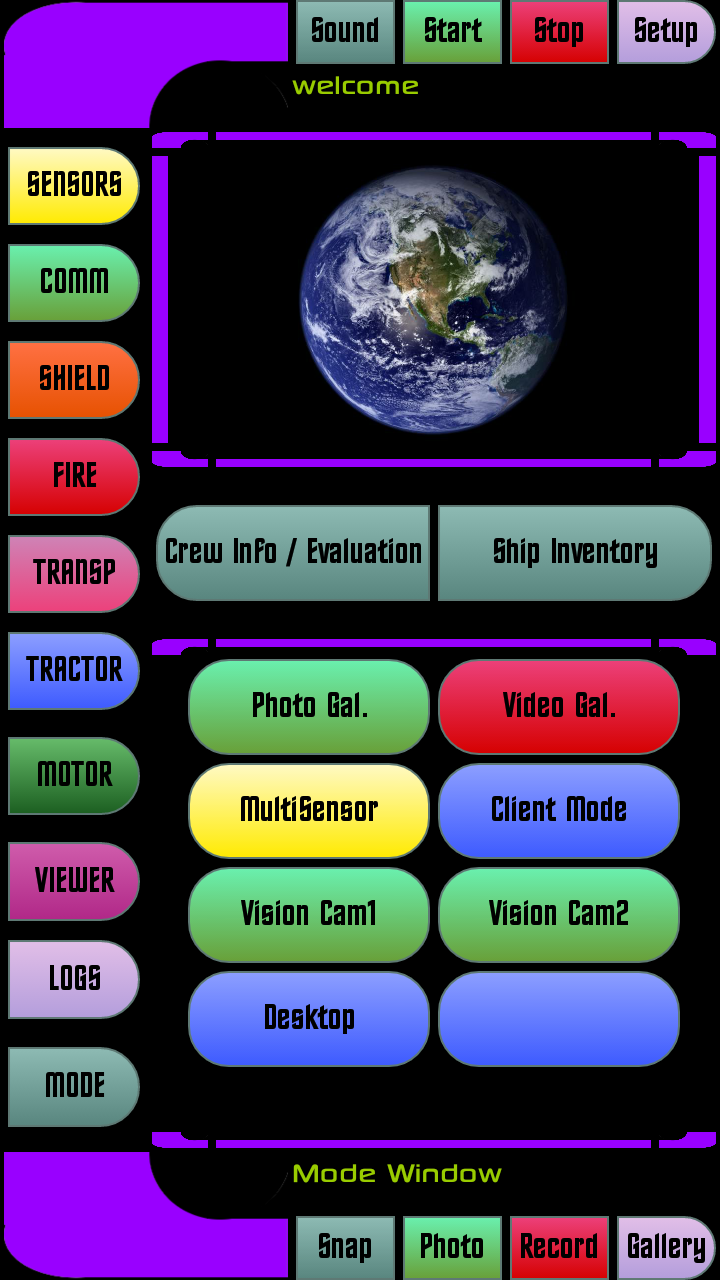 Sound
Start
Stop
Setup
welcome
SENSORS
COMM
SHIELD
FIRE
TRANSP
TRACTOR
MOTOR
VIEWER
LOGS
MODE
Crew Info / Evaluation
Ship Inventory
Photo Gal.
Video Gal.
MultiSensor
Client Mode
Vision Cam1
Vision Cam2
Desktop
Mode Window
Snap
Photo
Record
Gallery